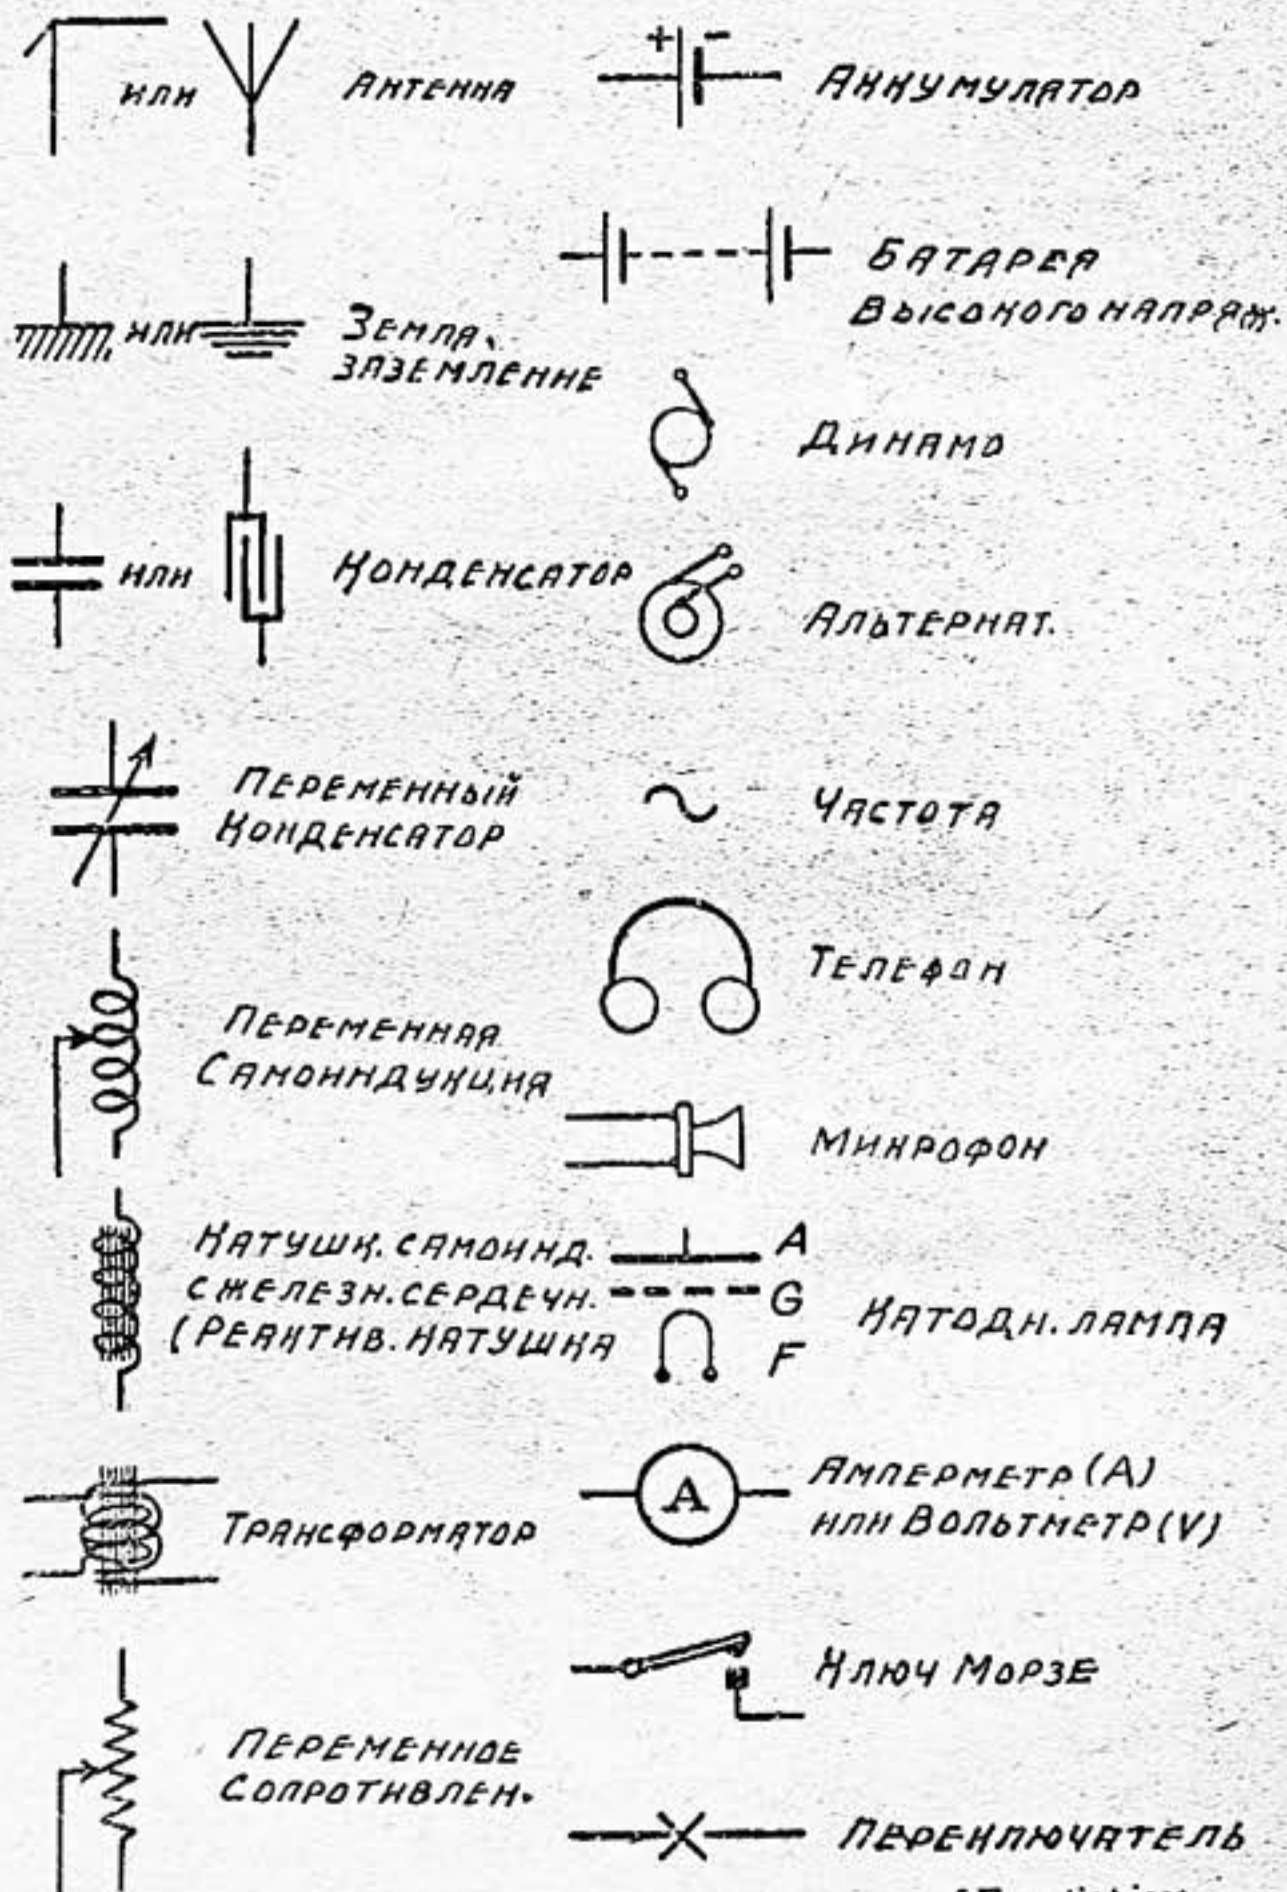 или
Антенна
Земля.
или
заземление
или
Конденсатор
Переменный
Конденсатор
Переменная
Самоиндукция
Катушк. самоинд.
с железн. сердечн.
(Реактив. катушка
Трансформатор
Переменное
Сопротивлен.
+ -
Аккумулятор
Батарея
высокого напряж.
Динамо
Альтернат.
Частота
Телефон
Микрофон
A
G
F
Катодн. лампа
A
Амперметр (A)
или Вольтметр (V)
Ключ Морзе
Переключатель